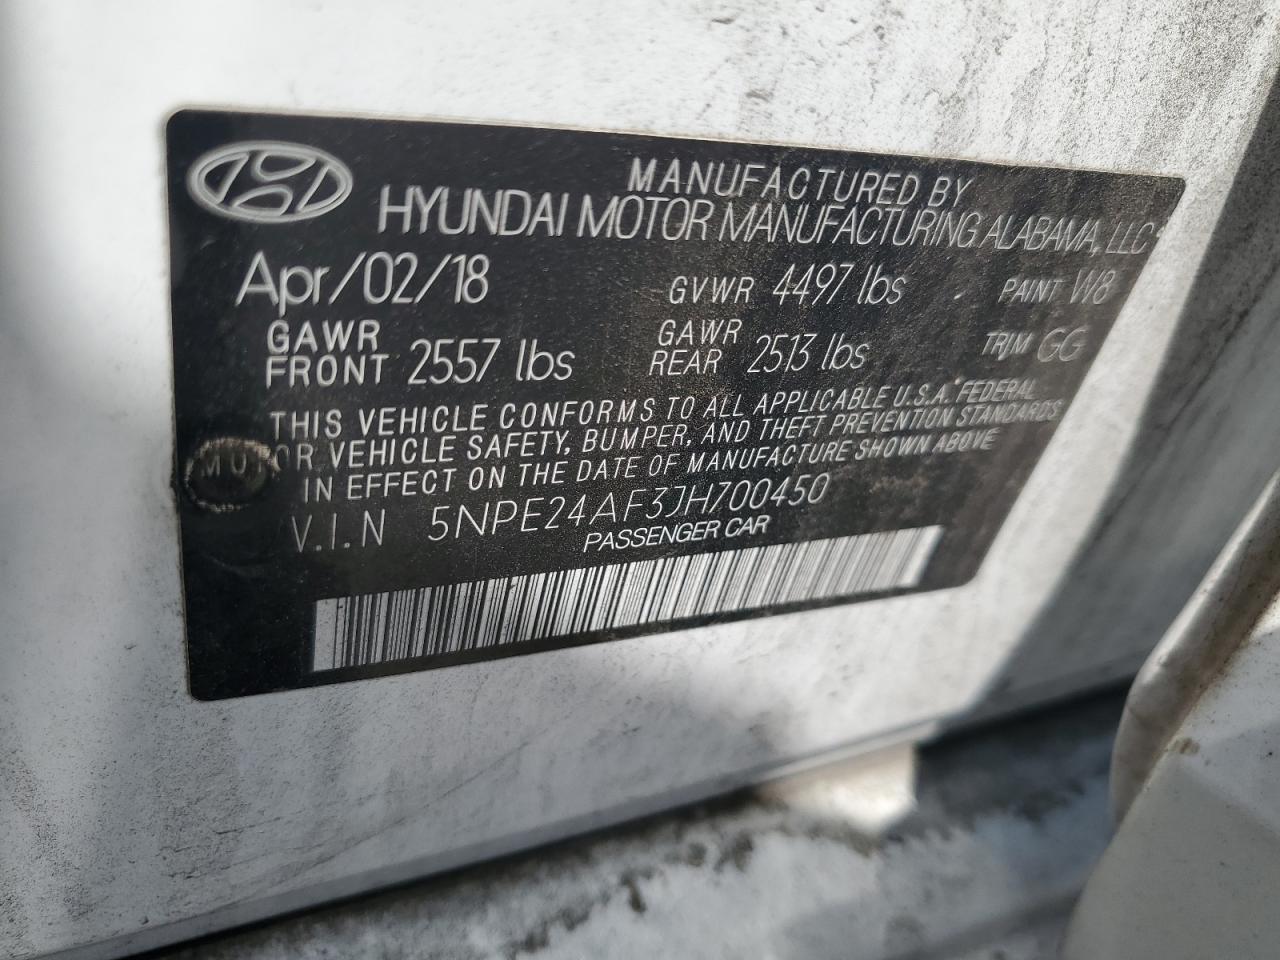 MANUFACTURED BY
HYUNDAI MOTOR MANUFACTURING ALABAMA, LLC
Apr/02/18 GVWR 4497 lbs PAINT W8
GAWR FRONT 2557 lbs GAWR REAR 2513 lbs TRIM GG
THIS VEHICLE CONFORMS TO ALL APPLICABLE U.S.A. FEDERAL
MOTOR VEHICLE SAFETY, BUMPER, AND THEFT PREVENTION STANDARDS
IN EFFECT ON THE DATE OF MANUFACTURE SHOWN ABOVE
V.I.N 5NPE24AF3JH700450
PASSENGER CAR